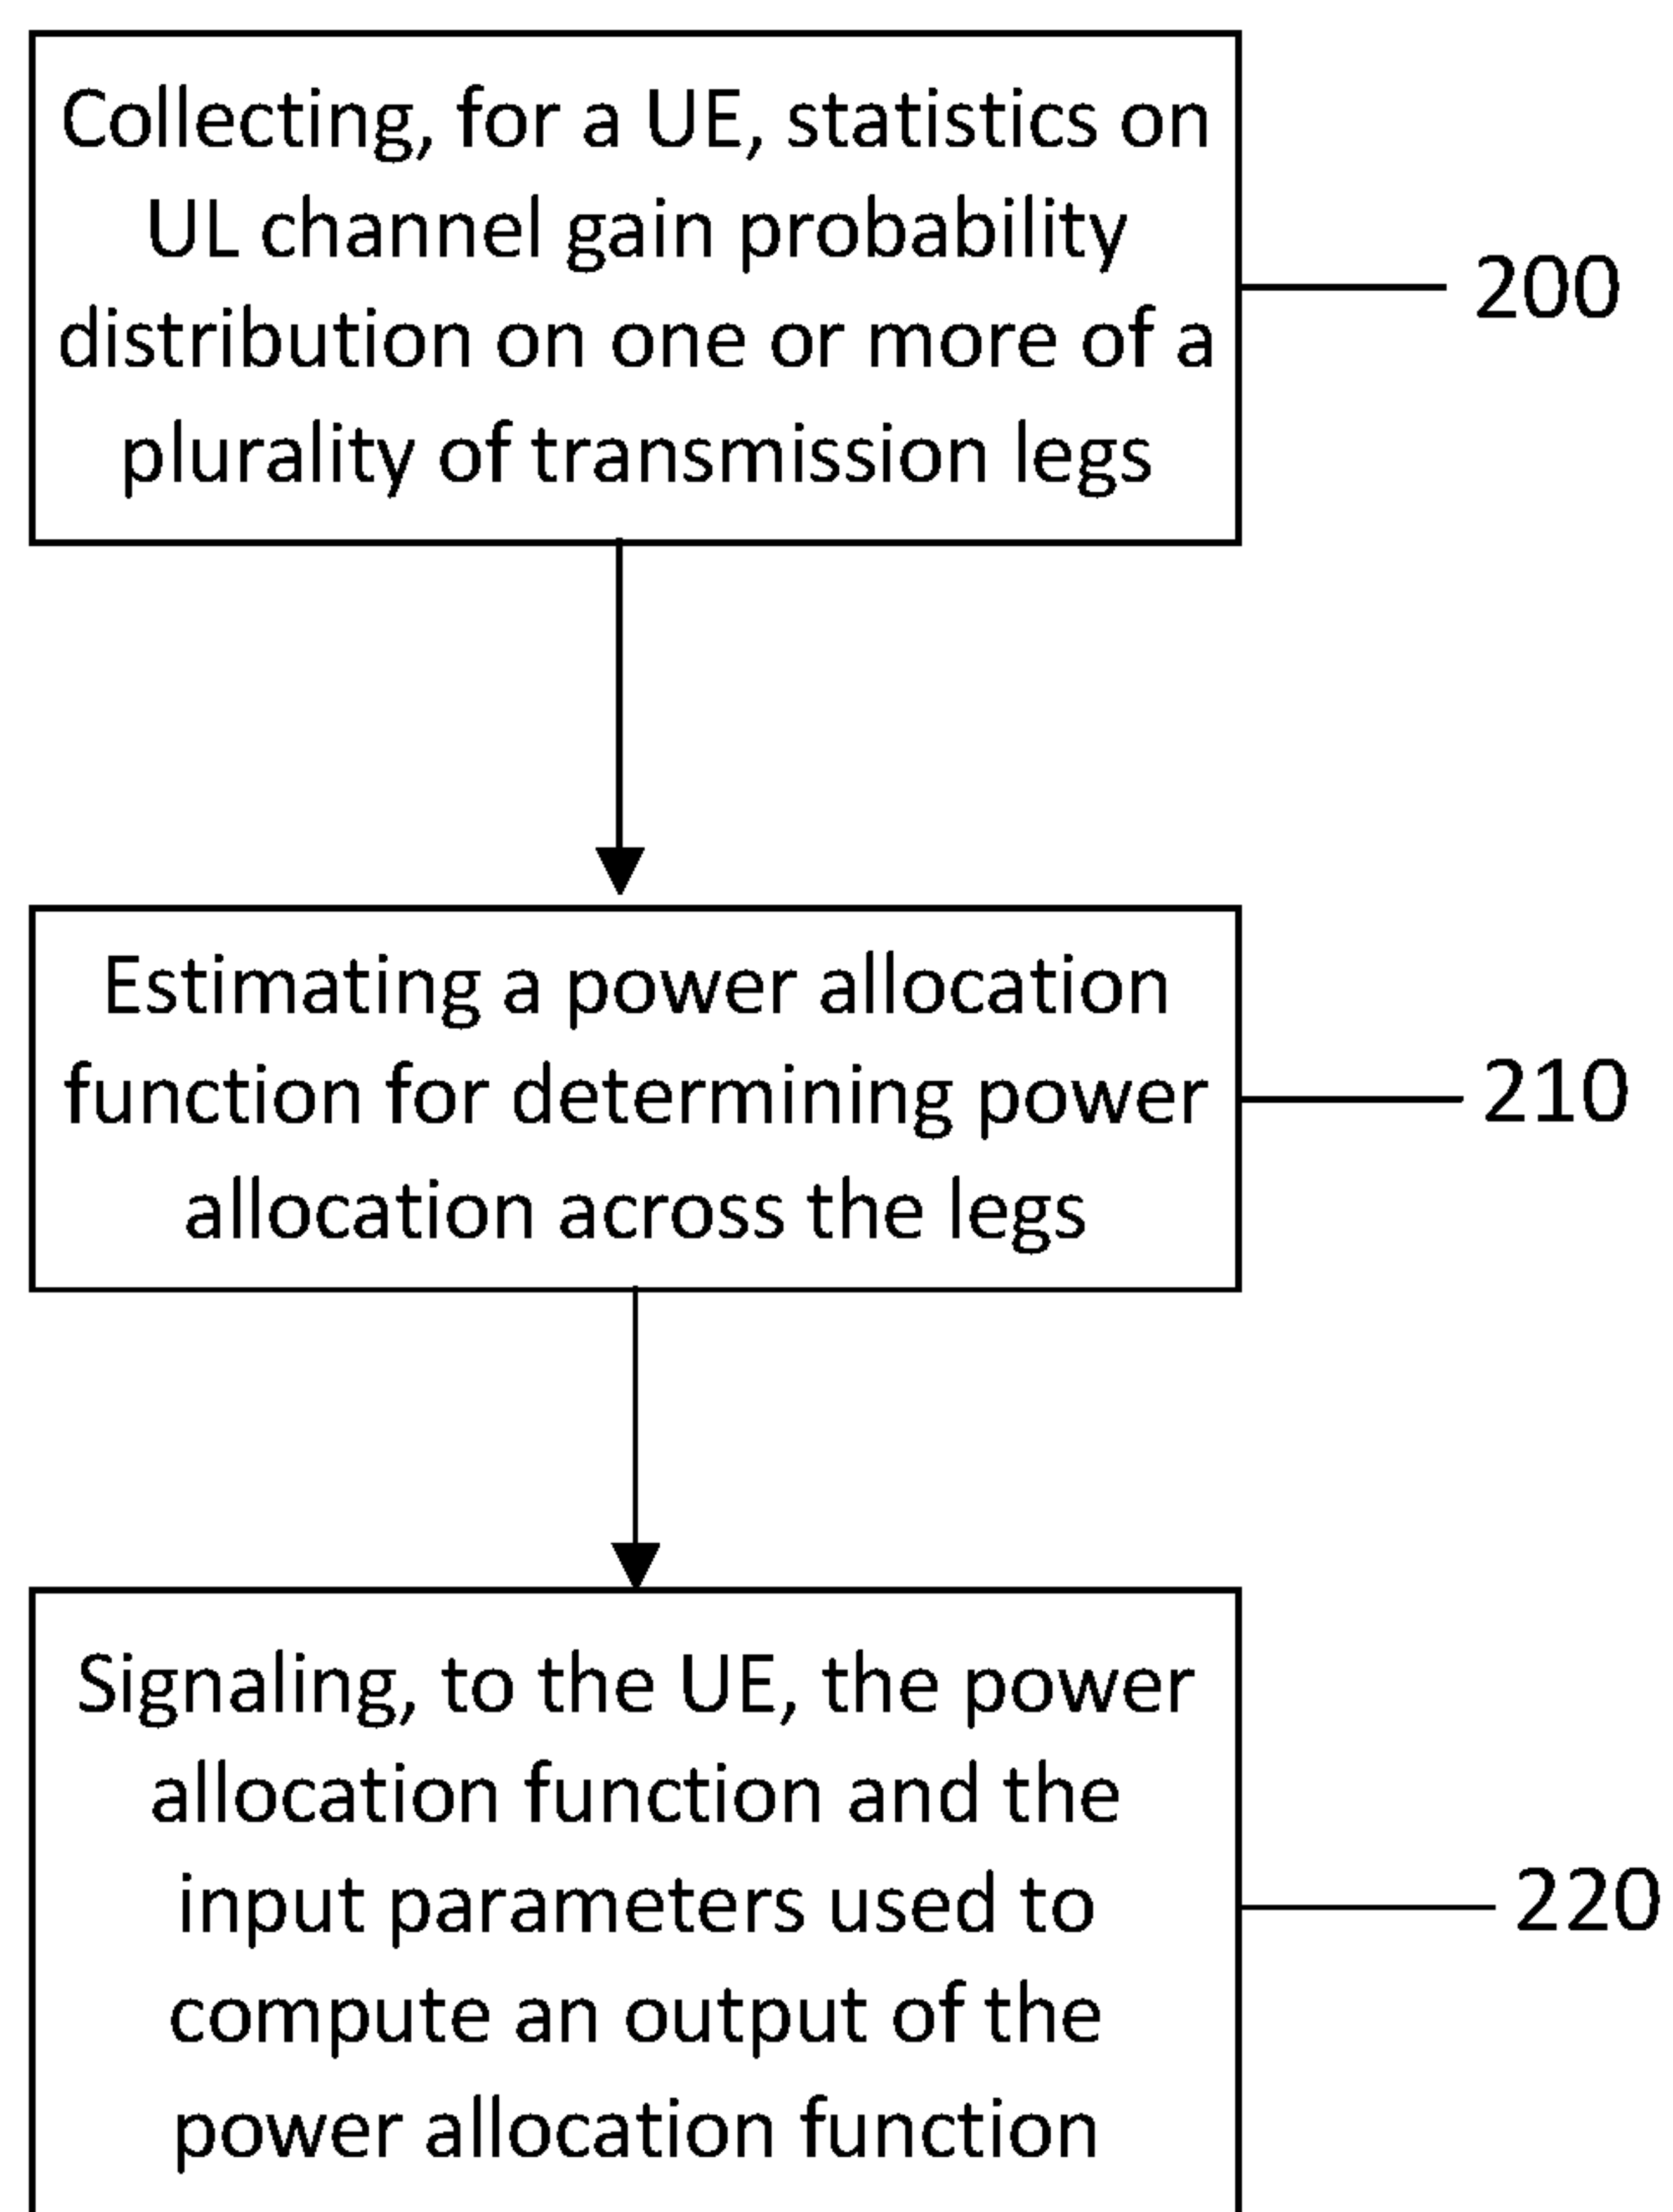 Collecting, for a UE, statistics on
UL channel gain probability
distribution on one or more of a
plurality of transmission legs
200
Estimating a power allocation
function for determining power
allocation across the legs
210
Signaling, to the UE, the power
allocation function and the
input parameters used to
compute an output of the
power allocation function
220